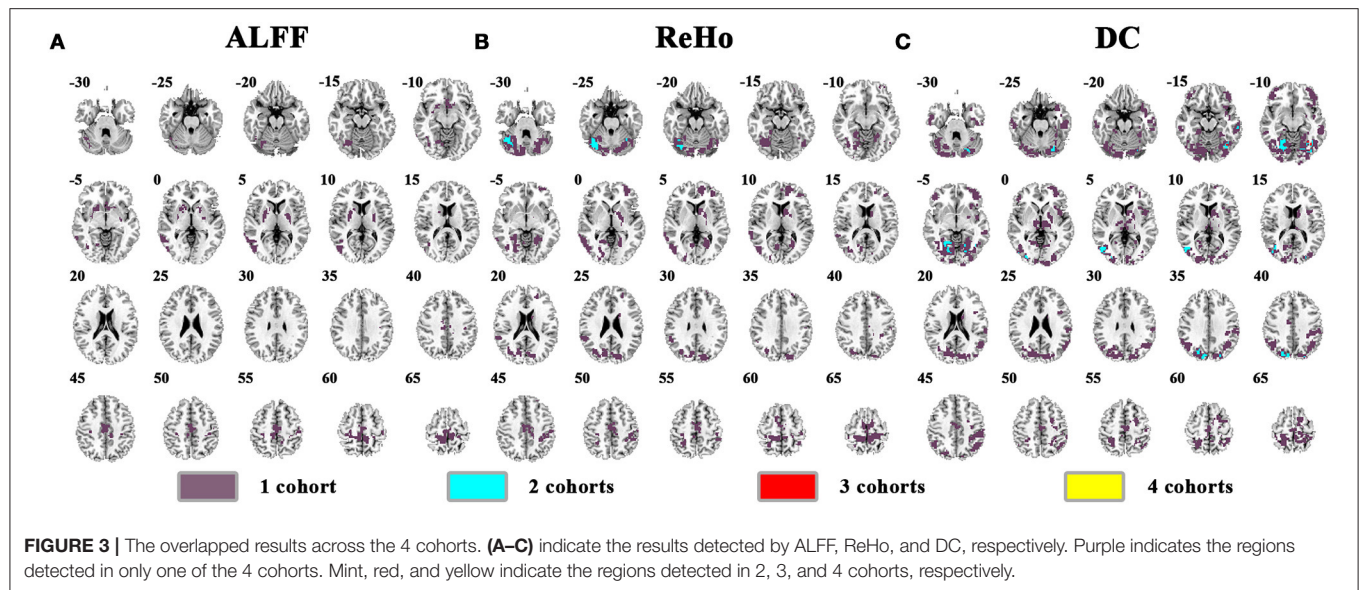 A ALFF B ReHo C DC
-30 -25 -20 -15 -10 -30 -25 -20 -15 -10 -30 -25 -20 -15 -10
-5 0 5 10 15 -5 0 5 10 15 -5 0 5 10 15
20 25 30 35 40 20 25 30 35 40 20 25 30 35 40
45 50 55 60 65 45 50 55 60 65 45 50 55 60 65
1 cohort 2 cohorts 3 cohorts 4 cohorts
FIGURE 3 | The overlapped results across the 4 cohorts. (A–C) indicate the results detected by ALFF, ReHo, and DC, respectively. Purple indicates the regions
detected in only one of the 4 cohorts. Mint, red, and yellow indicate the regions detected in 2, 3, and 4 cohorts, respectively.